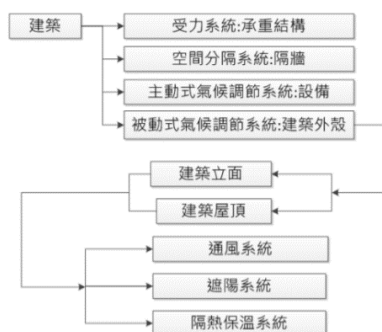 建築
受力系統:承重結構
空間分隔系統:隔牆
主動式氣候調節系統:設備
被動式氣候調節系統:建築外殼
建築立面
建築屋頂
通風系統
遮陽系統
隔熱保溫系統